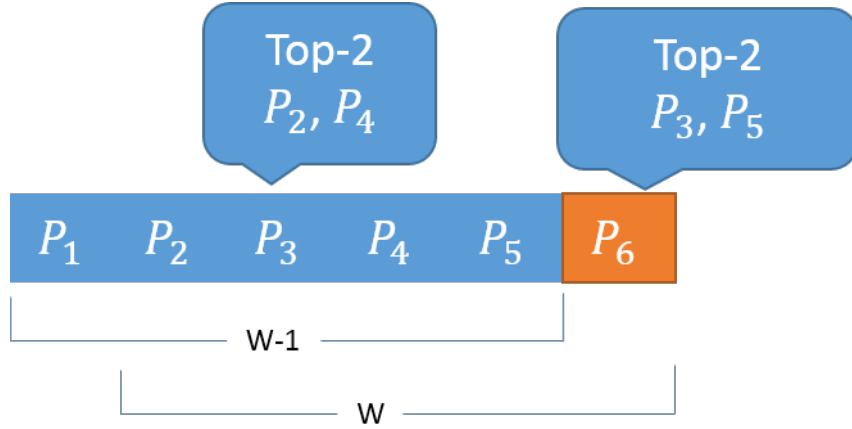 Top-2
P₂, P₄
Top-2
P₃, P₅
P₁ P₂ P₃ P₄ P₅ P₆
W-1
W